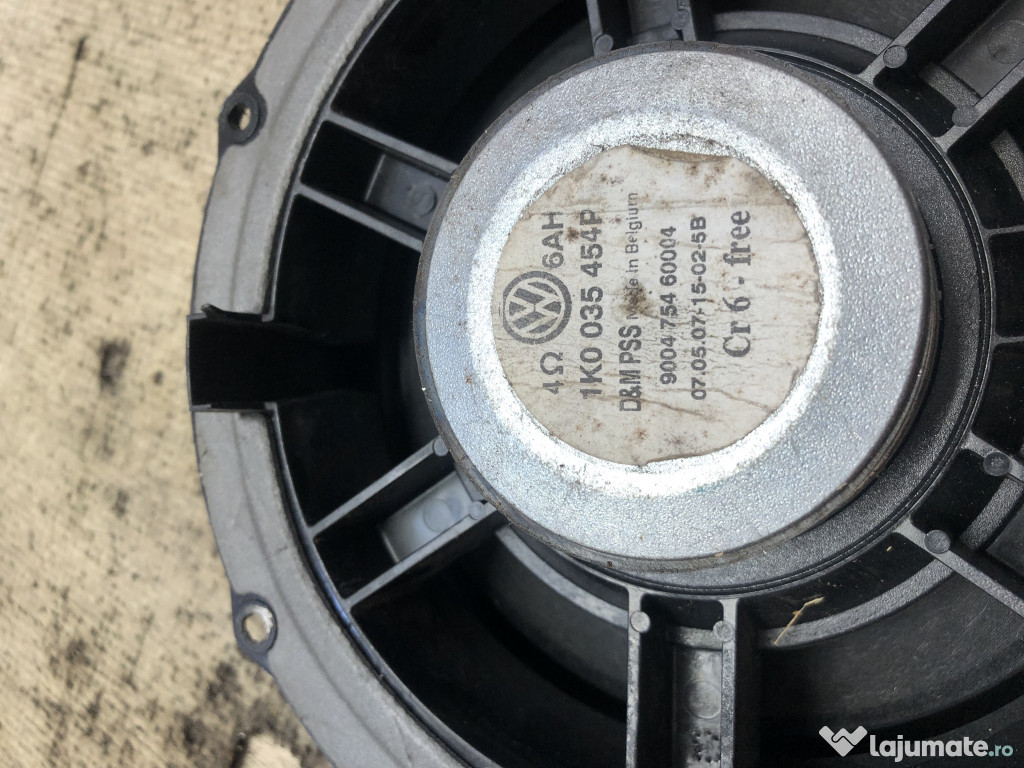 4Ω VW 6AH
1K0 035 454P
D&M PSS Made In Belgium
9004 754 60004
07.05.07-15-02-5B
Cr 6 - free
lajumate.ro